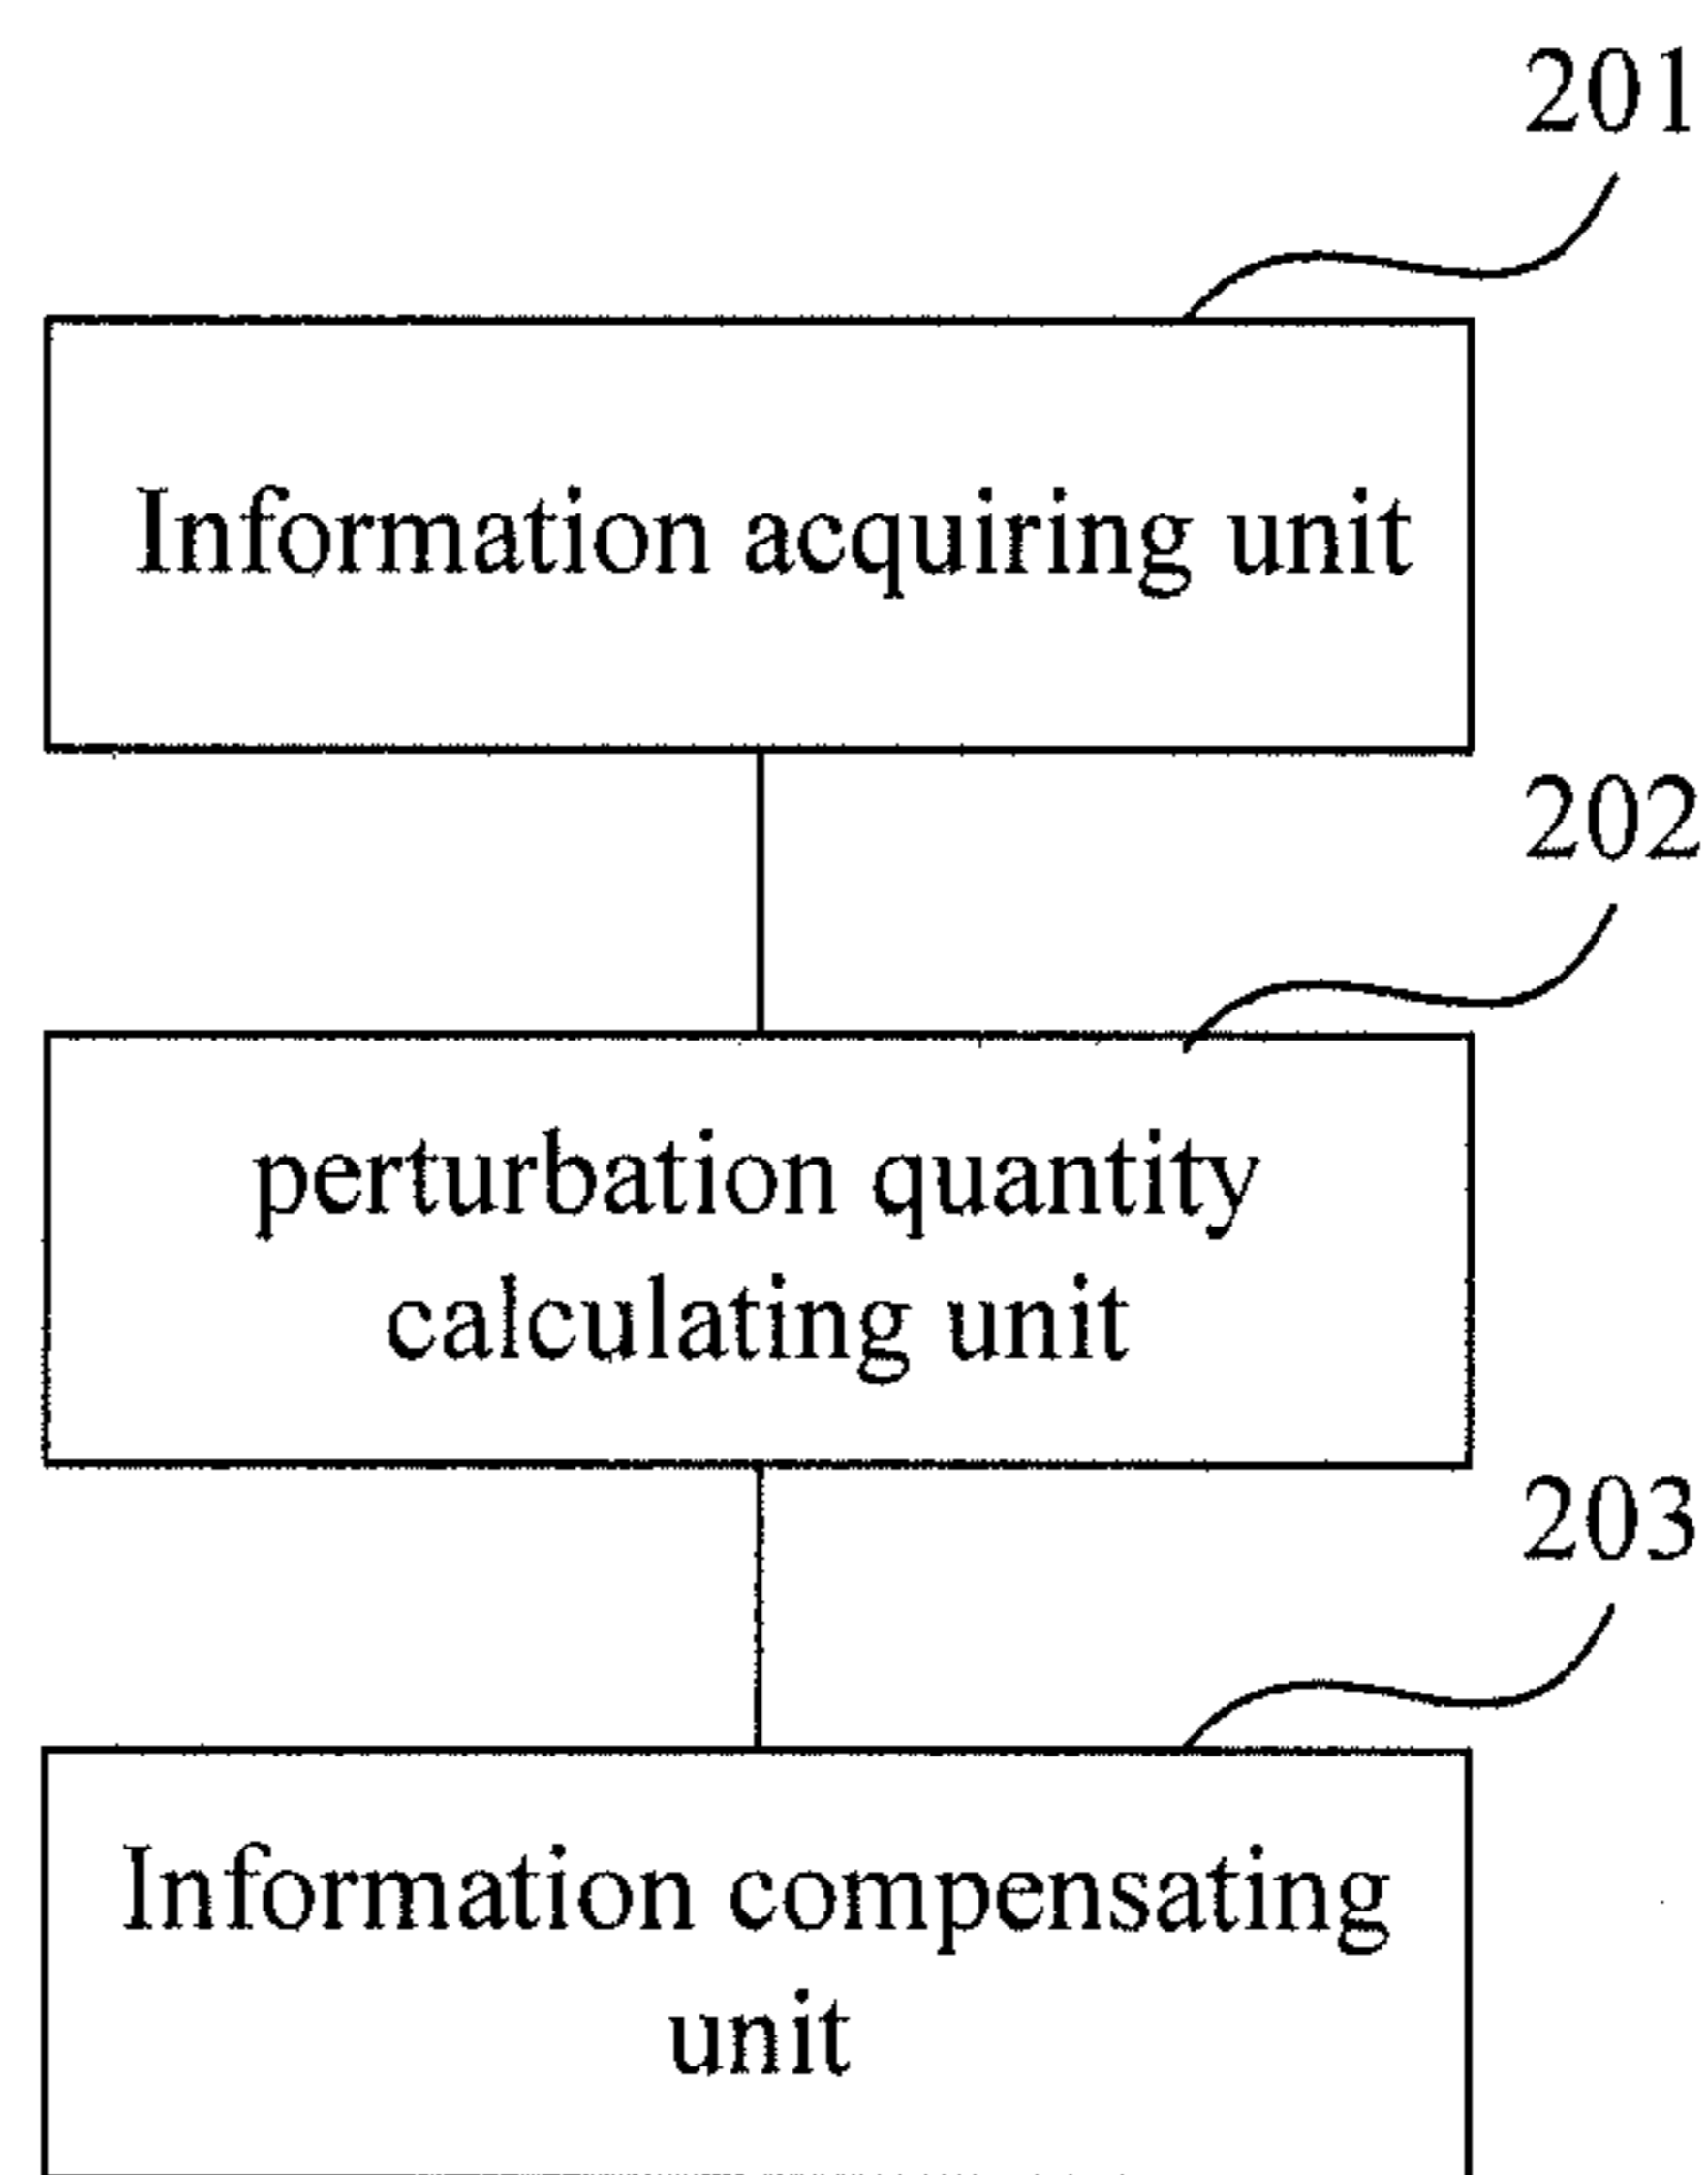 201
Information acquiring unit
202
perturbation quantity
calculating unit
203
Information compensating
unit